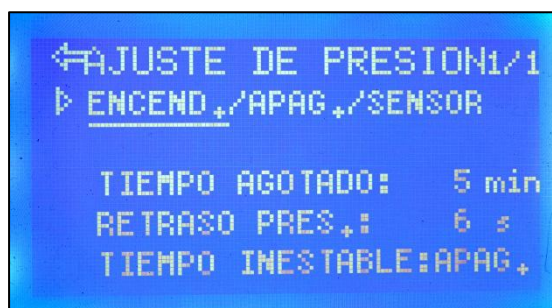 ⇦AJUSTE DE PRESION1/1
▷ ENCEND./APAG./SENSOR
TIEMPO AGOTADO: 5 min
RETRASO PRES.: 6 s
TIEMPO INESTABLE:APAG.